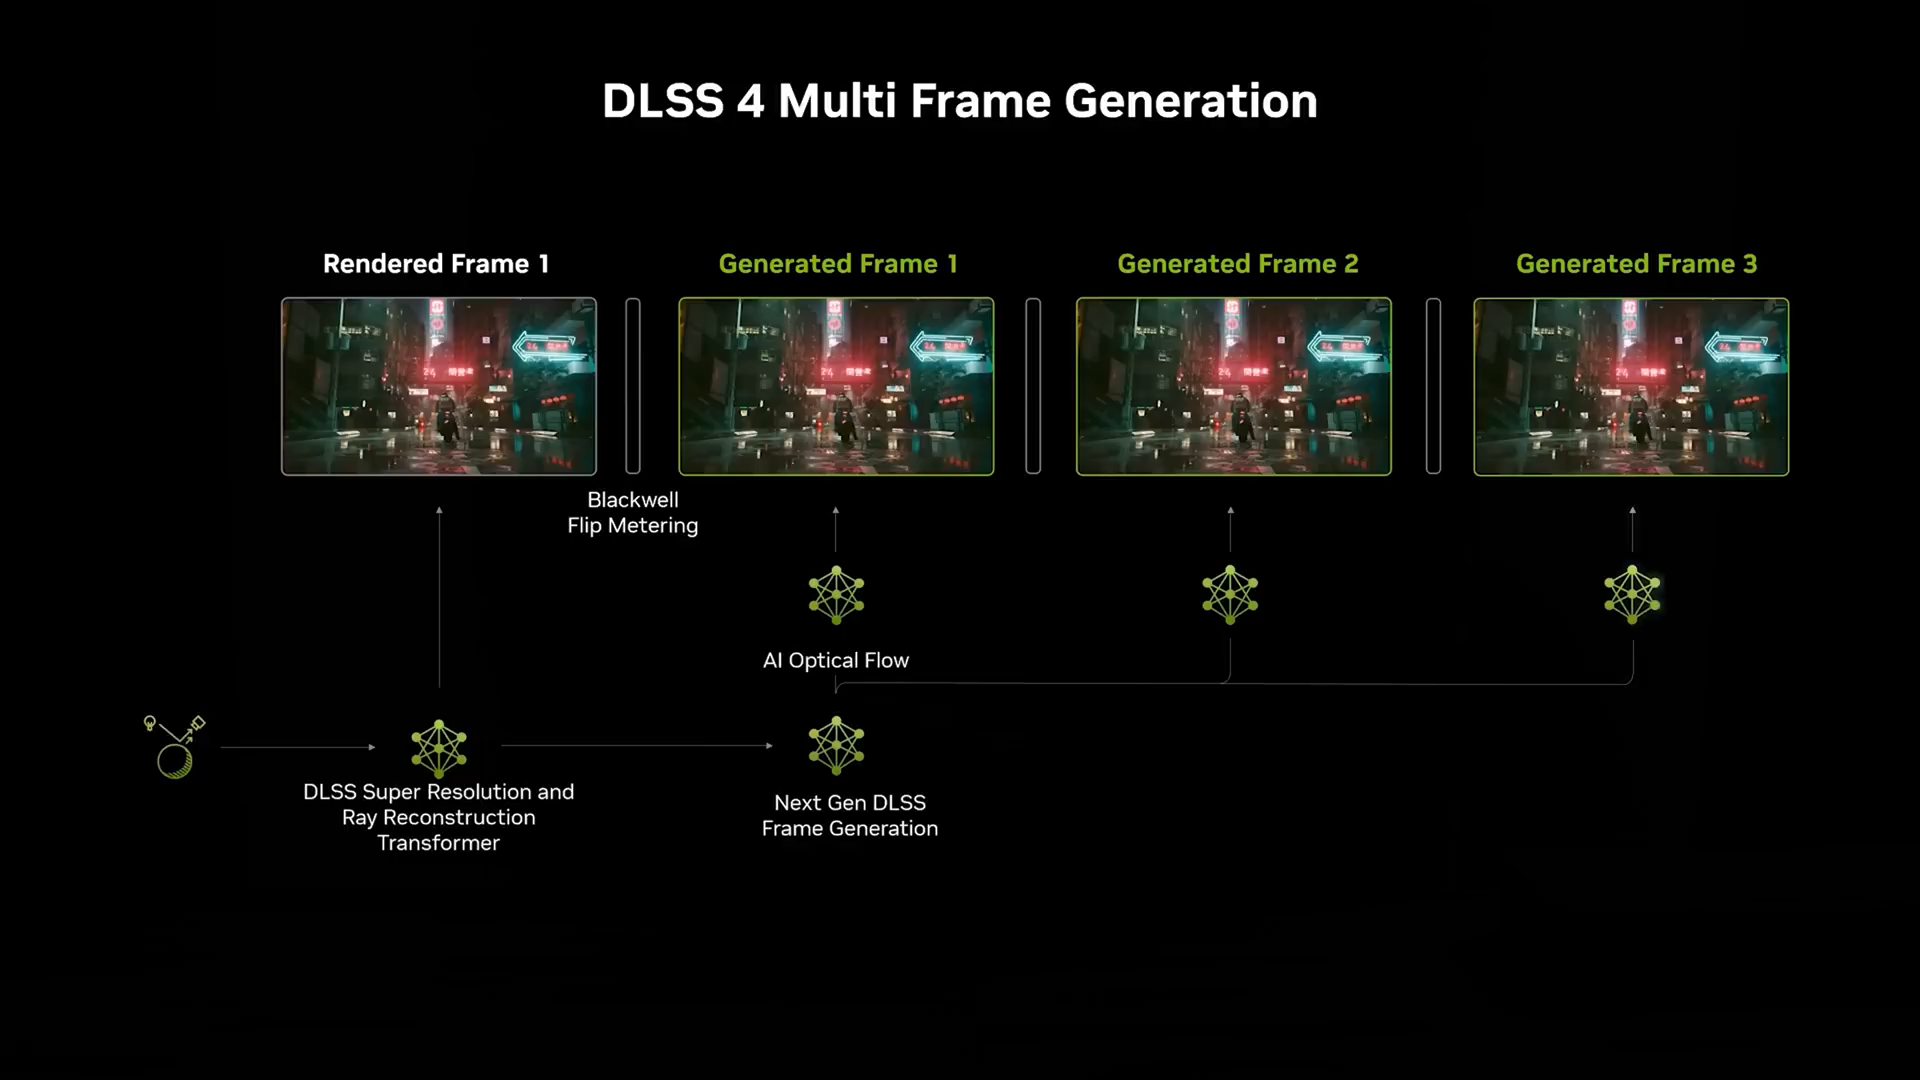 DLSS 4 Multi Frame Generation
Rendered Frame 1
Generated Frame 1
Generated Frame 2
Generated Frame 3
Blackwell
Flip Metering
AI Optical Flow
DLSS Super Resolution and
Ray Reconstruction
Transformer
Next Gen DLSS
Frame Generation